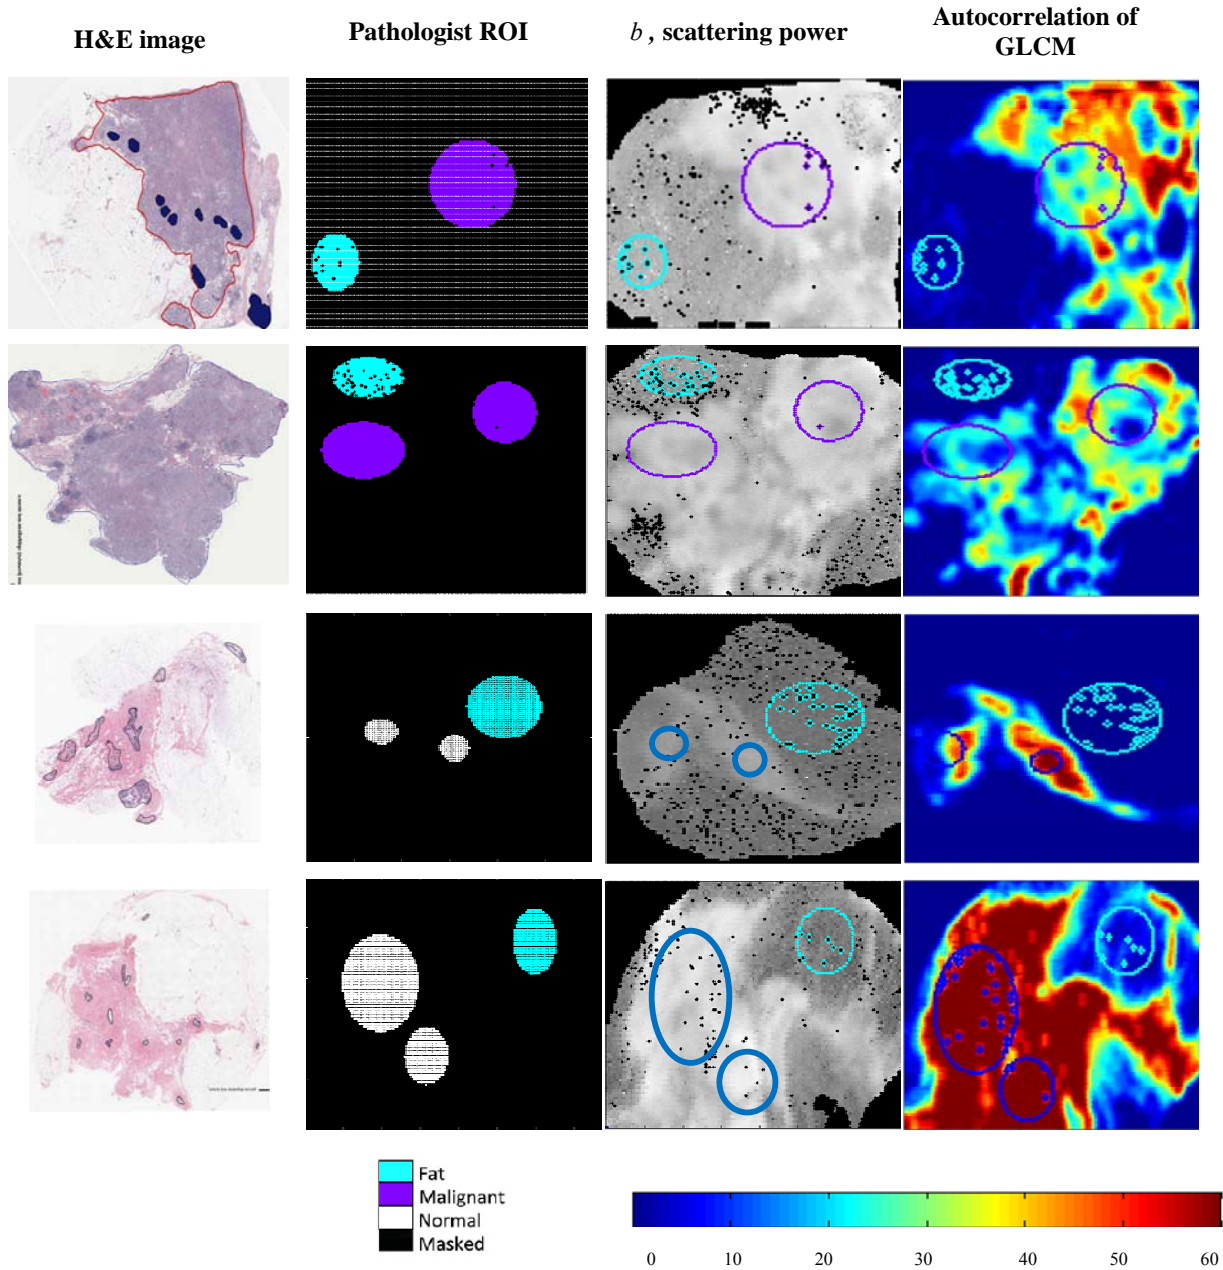 H&E image
Pathologist ROI
b, scattering power
Autocorrelation of
GLCM
Fat
Malignant
Normal
Masked
0 10 20 30 40 50 60